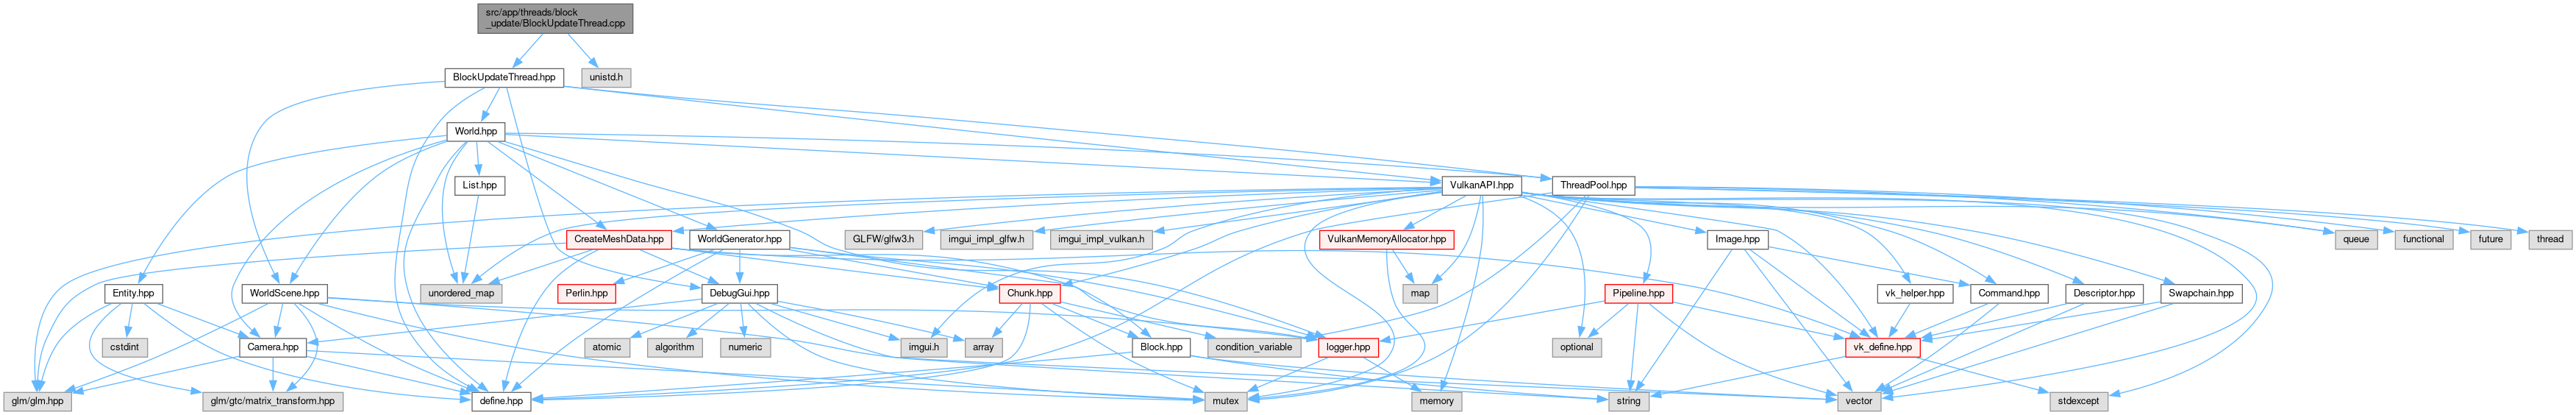 src/app/threads/block
_update/BlockUpdateThread.cpp
BlockUpdateThread.hpp
unistd.h
World.hpp
List.hpp
VulkanAPI.hpp
ThreadPool.hpp
CreateMeshData.hpp
WorldGenerator.hpp
GLFW/glfw3.h
imgui_impl_glfw.h
imgui_impl_vulkan.h
VulkanMemoryAllocator.hpp
Image.hpp
queue
functional
future
thread
Entity.hpp
WorldScene.hpp
unordered_map
Perlin.hpp
DebugGui.hpp
Chunk.hpp
map
Pipeline.hpp
vk_helper.hpp
Command.hpp
Descriptor.hpp
Swapchain.hpp
cstdint
Camera.hpp
atomic
algorithm
numeric
imgui.h
array
Block.hpp
condition_variable
logger.hpp
optional
vk_define.hpp
glm/glm.hpp
glm/gtc/matrix_transform.hpp
define.hpp
mutex
memory
string
vector
stdexcept